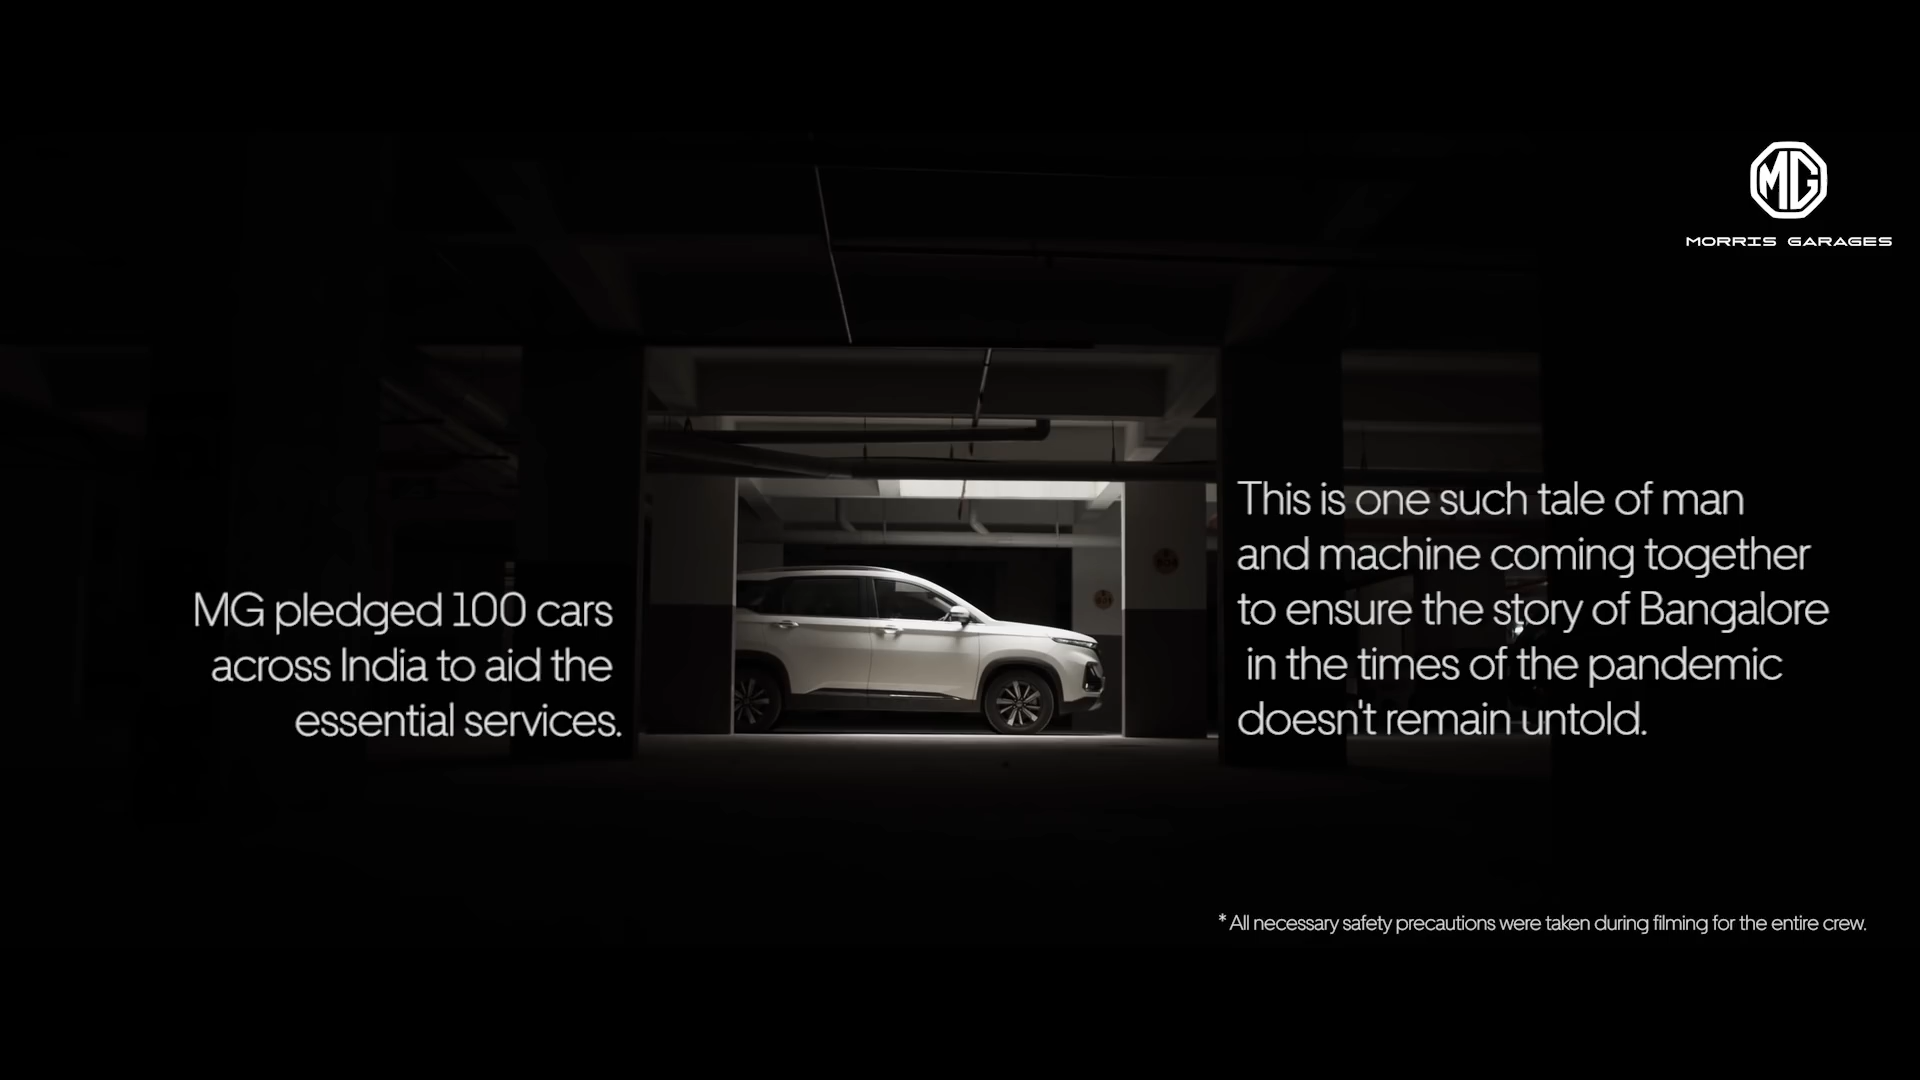 MG
MORRIS GARAGES
MG pledged 100 cars
across India to aid the
essential services.
This is one such tale of man
and machine coming together
to ensure the story of Bangalore
in the times of the pandemic
doesn't remain untold.
* All necessary safety precautions were taken during filming for the entire crew.